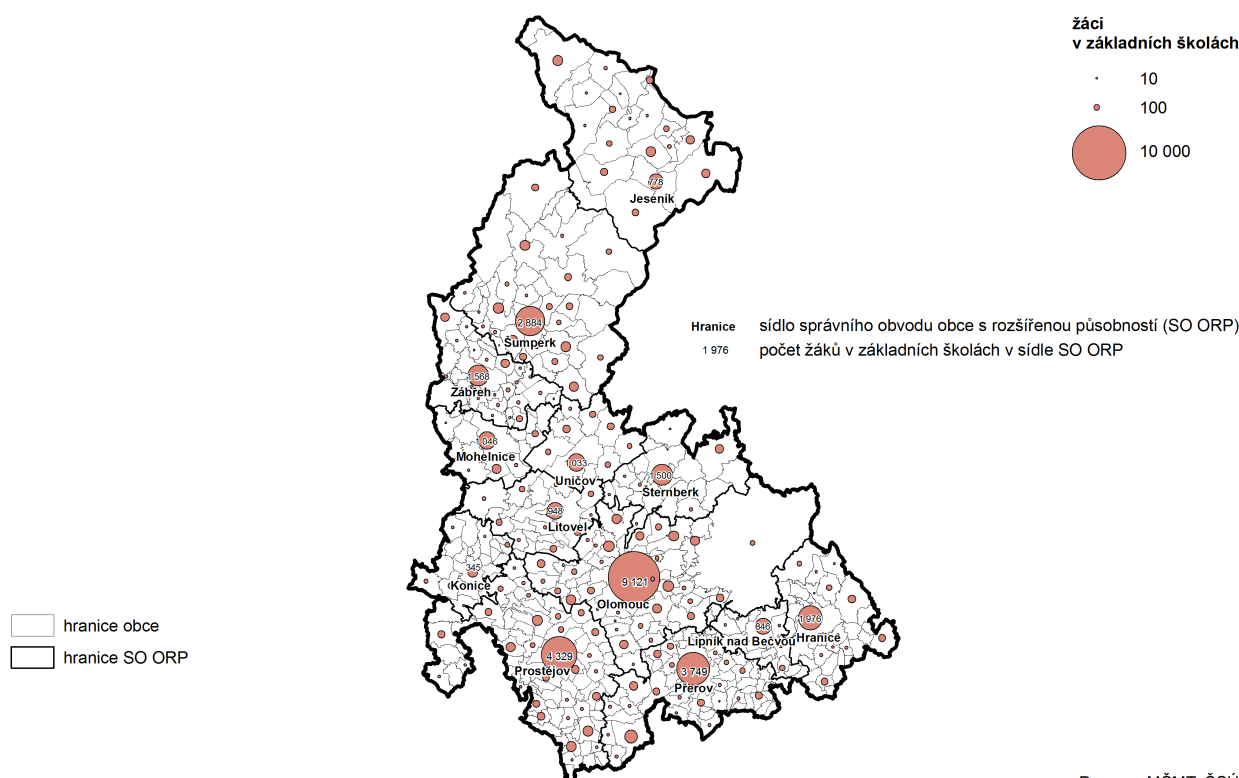 žáci
v základních školách
10
100
10 000
778
Jeseník
Hranice sídlo správního obvodu obce s rozšířenou působností (SO ORP)
1 976 počet žáků v základních školách v sídle SO ORP
2 884
Šumperk
1 568
Zábřeh
1 046
Mohelnice
1 033
Uničov
1 500
Šternberk
948
Litovel
345
Konice
9 121
Olomouc
646
Lipník nad Bečvou
1 976
Hranice
4 329
Prostějov
3 749
Přerov
hranice obce
hranice SO ORP